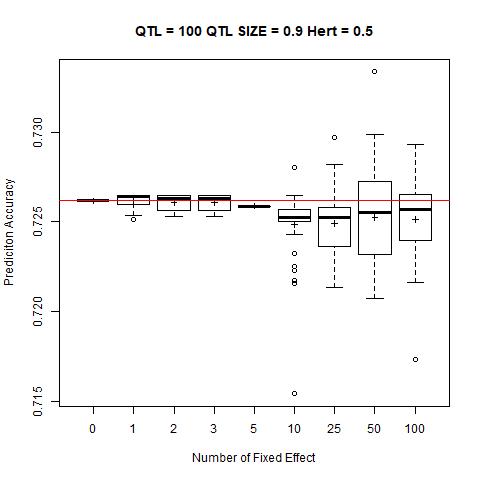 QTL = 100 QTL SIZE = 0.9 Hert = 0.5
0.730
0.725
0.720
0.715
Prediciton Accuracy
0 1 2 3 5 10 25 50 100
Number of Fixed Effect